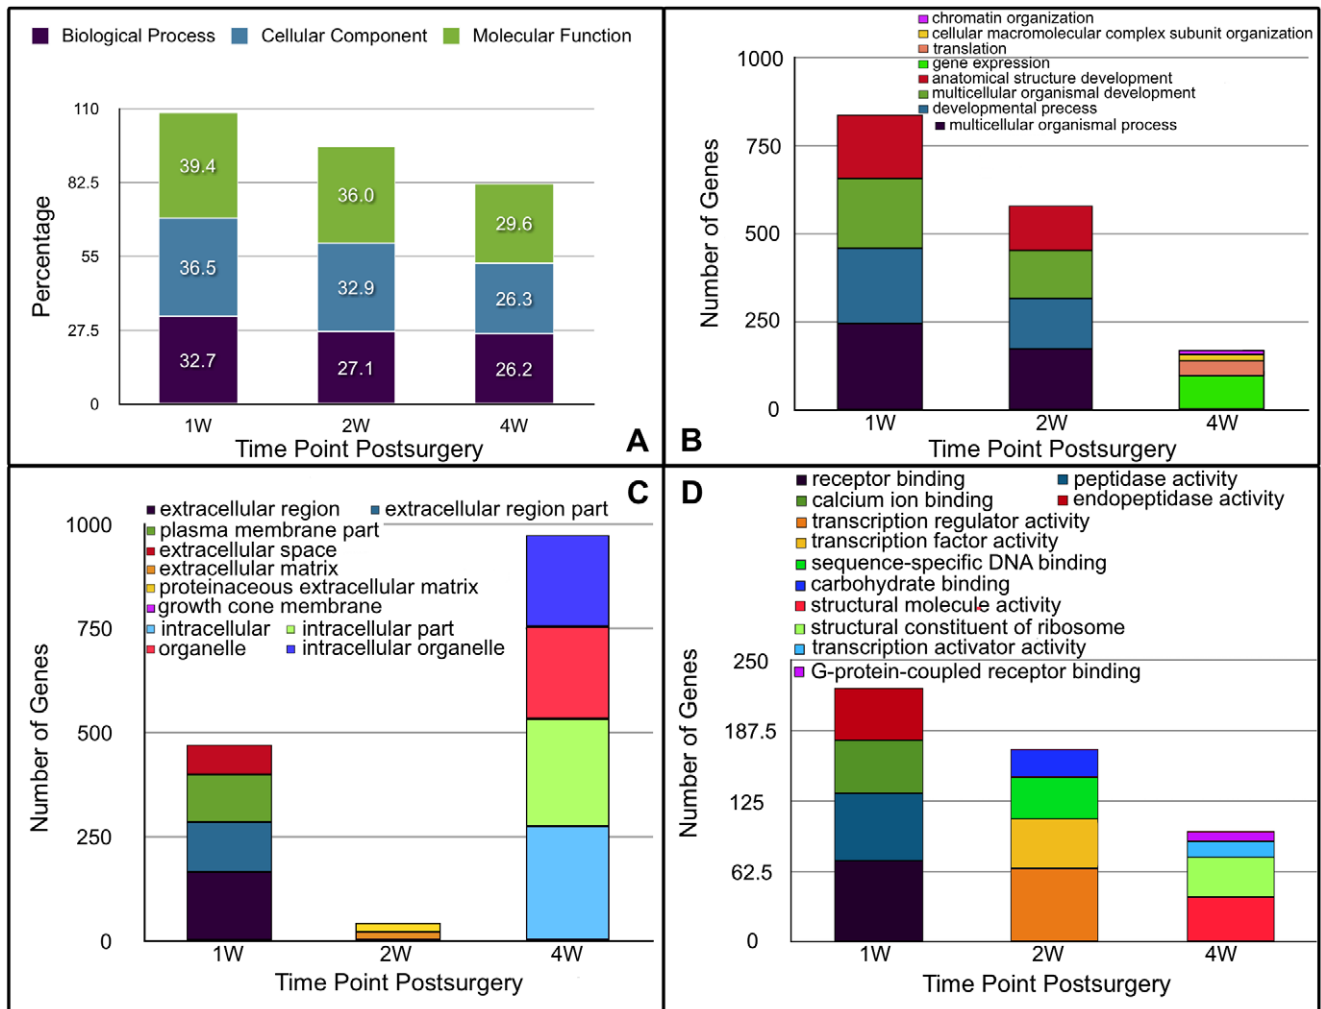 Biological Process Cellular Component Molecular Function
110
82.5
55
27.5
0
Percentage
39.4
36.5
32.7
36.0
32.9
27.1
29.6
26.3
26.2
1W 2W 4W
Time Point Postsurgery
A
chromatin organization
cellular macromolecular complex subunit organization
translation
gene expression
anatomical structure development
multicellular organismal development
developmental precess
multicellular organismal process
1000
750
500
250
0
Number of Genes
1W 2W 4W
Time Point Postsurgery
B
C
extracellular region extracellular region part
plasma membrane part
extracellular space
extracellular matrix
proteinaceous extracellular matrix
growth cone membrane
intracellular intracellular part
organelle intracellular organelle
1000
750
500
250
0
Number of Genes
1W 2W 4W
Time Point Postsurgery
D
receptor binding peptidase activity
calcium ion binding endopeptidase activity
transcription regulator activity
transcription factor activity
sequence-specific DNA binding
carbohydrate binding
structural molecule activity
structural constituent of ribosome
transcription activator activity
G-protein-coupled receptor binding
250
187.5
125
62.5
0
Number of Genes
1W 2W 4W
Time Point Postsurgery